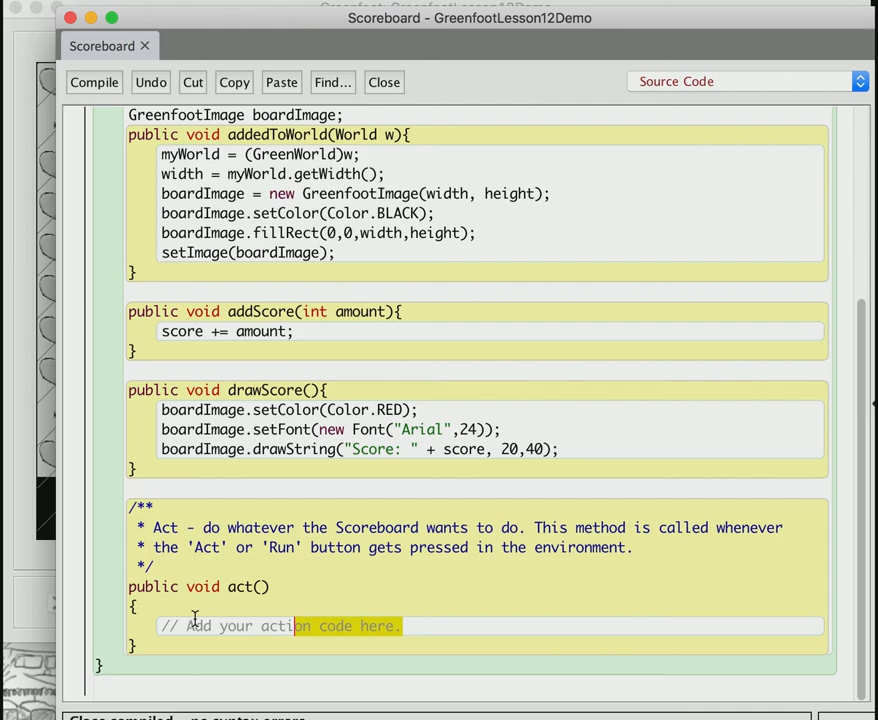 Scoreboard - GreenfootLesson12Demo
Scoreboard ✕
Compile Undo Cut Copy Paste Find... Close Source Code
GreenfootImage boardImage;
public void addedToWorld(World w){
myWorld = (GreenWorld)w;
width = myWorld.getWidth();
boardImage = new GreenfootImage(width, height);
boardImage.setColor(Color.BLACK);
boardImage.fillRect(0,0,width,height);
setImage(boardImage);
}
public void addScore(int amount){
score += amount;
}
public void drawScore(){
boardImage.setColor(Color.RED);
boardImage.setFont(new Font("Arial",24));
boardImage.drawString("Score: " + score, 20,40);
}
/**
* Act - do whatever the Scoreboard wants to do. This method is called whenever
* the 'Act' or 'Run' button gets pressed in the environment.
*/
public void act()
{
// Add your action code here.
}
}
Class compiled - no syntax errors